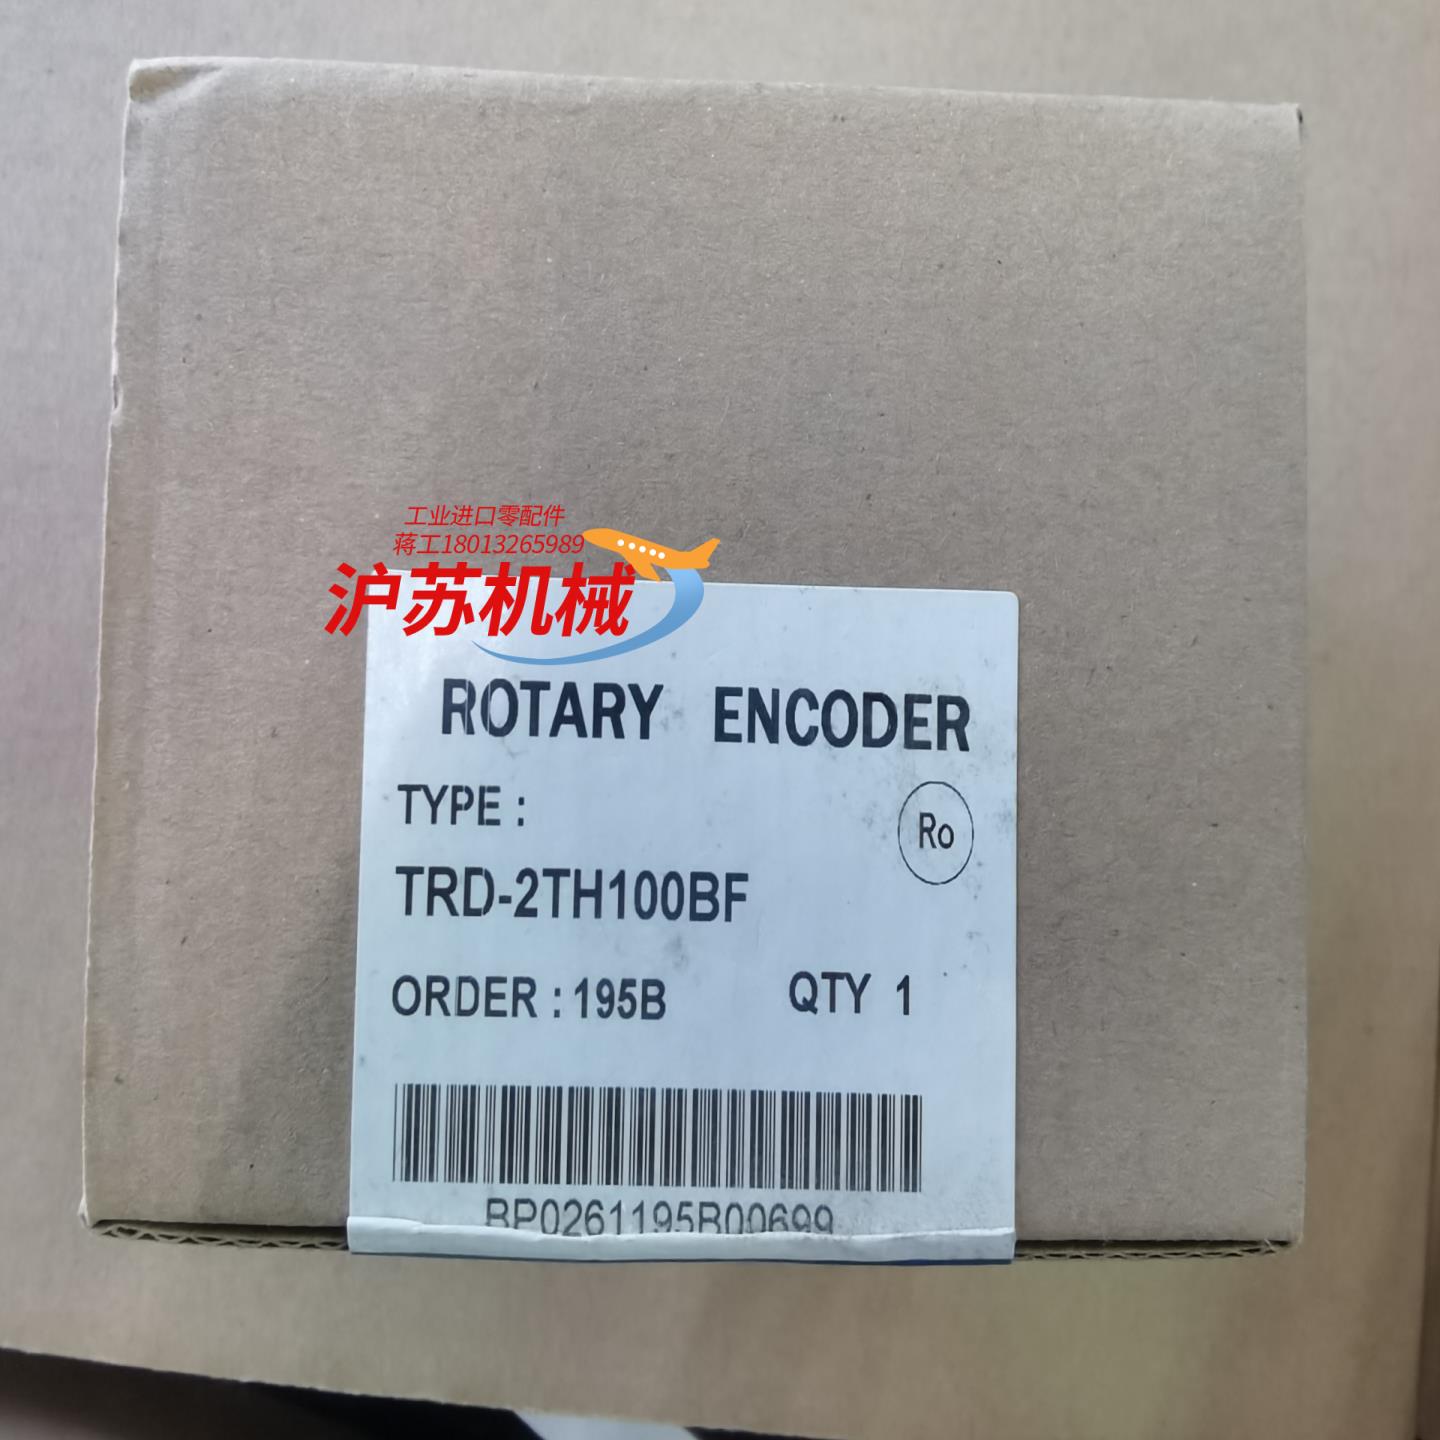 工业进口零配件
蒋工18013265989
沪苏机械
ROTARY ENCODER
TYPE :
Ro
TRD-2TH100BF
ORDER : 195B QTY 1
BP0261195B00699